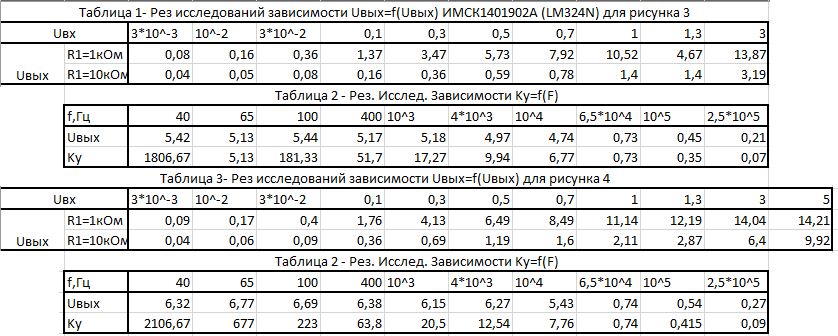 Таблица 1- Рез исследований зависимости Uвых=f(Uвых) ИМСК1401902А (LM324N) для рисунка 3
Uвх 3*10^-3 10^-2 3*10^-2 0,1 0,3 0,5 0,7 1 1,3 3
R1=1кОм 0,08 0,16 0,36 1,37 3,47 5,73 7,92 10,52 4,67 13,87
Uвых R1=10кОм 0,04 0,05 0,08 0,16 0,36 0,59 0,78 1,4 1,4 3,19
Таблица 2 - Рез. Исслед. Зависимости Ку=f(F)
f,Гц 40 65 100 400 10^3 4*10^3 10^4 6,5*10^4 10^5 2,5*10^5
Uвых 5,42 5,13 5,44 5,17 5,18 4,97 4,74 0,73 0,45 0,21
Ку 1806,67 5,13 181,33 51,7 17,27 9,94 6,77 0,73 0,35 0,07
Таблица 3- Рез исследований зависимости Uвых=f(Uвых) для рисунка 4
Uвх 3*10^-3 10^-2 3*10^-2 0,1 0,3 0,5 0,7 1 1,3 3 5
R1=1кОм 0,09 0,17 0,4 1,76 4,13 6,49 8,49 11,14 12,19 14,04 14,21
Uвых R1=10кОм 0,04 0,06 0,09 0,36 0,69 1,19 1,6 2,11 2,87 6,4 9,92
Таблица 2 - Рез. Исслед. Зависимости Ку=f(F)
f,Гц 40 65 100 400 10^3 4*10^3 10^4 6,5*10^4 10^5 2,5*10^5
Uвых 6,32 6,77 6,69 6,38 6,15 6,27 5,43 0,74 0,54 0,27
Ку 2106,67 677 223 63,8 20,5 12,54 7,76 0,74 0,415 0,09